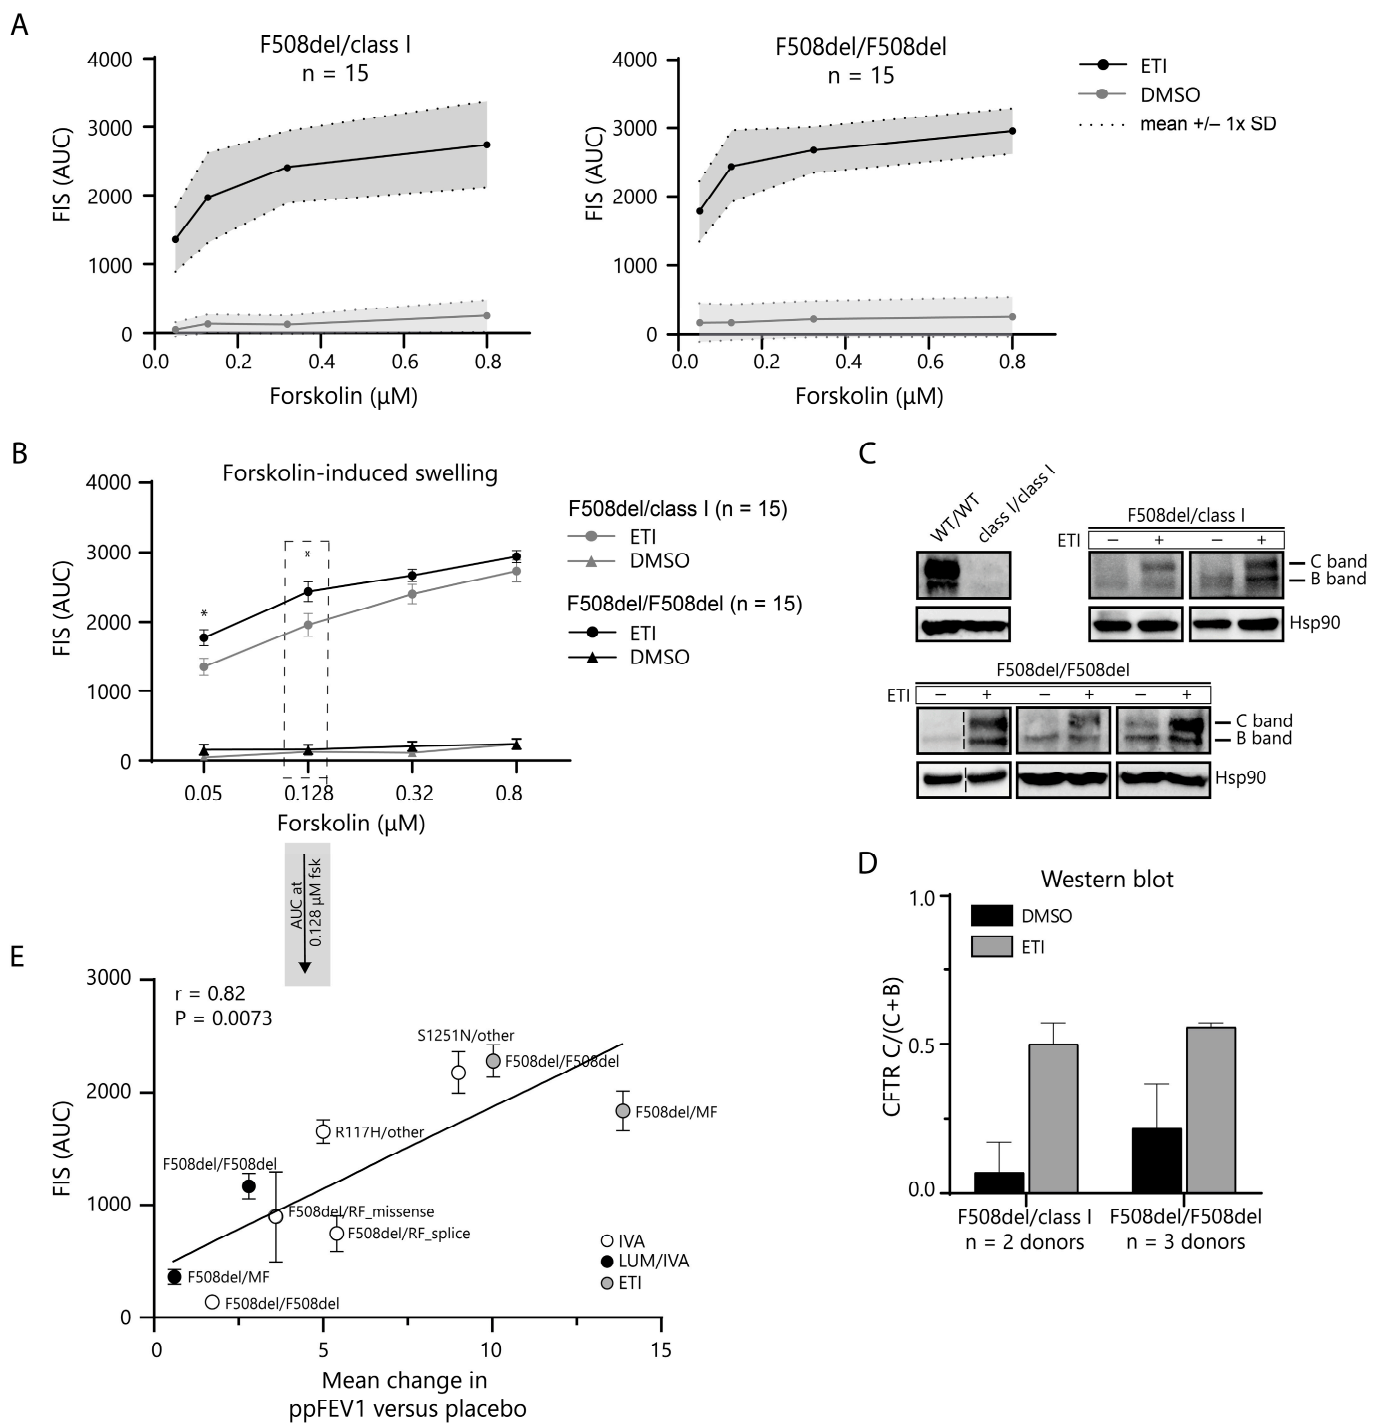 A
F508del/class I
n = 15
4000
3000
2000
1000
0
FIS (AUC)
0.0
0.2
0.4
0.6
0.8
Forskolin (µM)
F508del/F508del
n = 15
4000
3000
2000
1000
0
FIS (AUC)
0.0
0.2
0.4
0.6
0.8
Forskolin (µM)
ETI
DMSO
mean +/− 1x SD
B
Forskolin-induced swelling
4000
3000
2000
1000
0
FIS (AUC)
*
*
0.05
0.128
0.32
0.8
Forskolin (µM)
F508del/class I (n = 15)
ETI
DMSO
F508del/F508del (n = 15)
ETI
DMSO
C
WT/WT
class I/class I
F508del/class I
ETI − + − +
C band
B band
Hsp90
F508del/F508del
ETI − + − + − +
C band
B band
Hsp90
AUC at
0.128 µM fsk
D
Western blot
1.0
0.5
0.0
CFTR C/(C+B)
DMSO
ETI
F508del/class I
n = 2 donors
F508del/F508del
n = 3 donors
E
3000
2000
1000
0
FIS (AUC)
r = 0.82
P = 0.0073
S1251N/other
F508del/F508del
F508del/MF
R117H/other
F508del/F508del
F508del/RF_missense
F508del/RF_splice
F508del/MF
F508del/F508del
IVA
LUM/IVA
ETI
0
5
10
15
Mean change in
ppFEV1 versus placebo